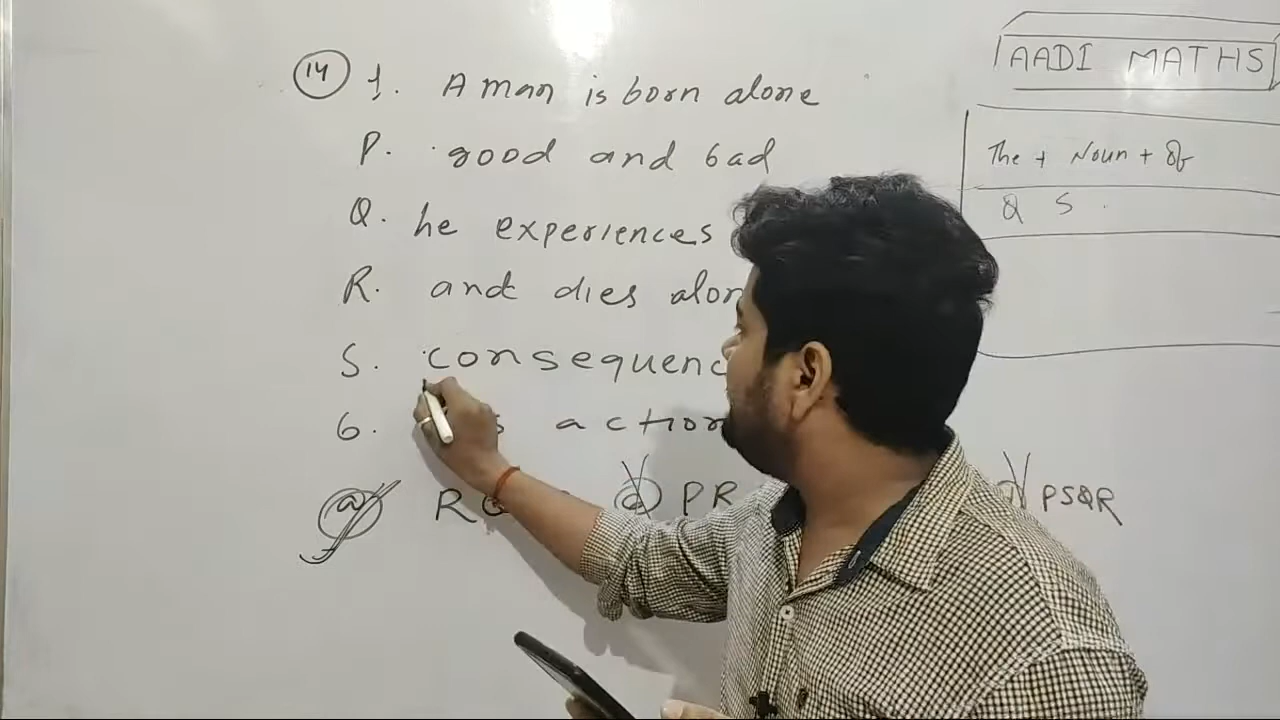 14 1. A man is born alone
P. good and bad
Q. he experiences
R. and dies alon
S. consequenc
6. action
(a) R
PR
PSQR
AADI MATHS
The + Noun + of
Q S